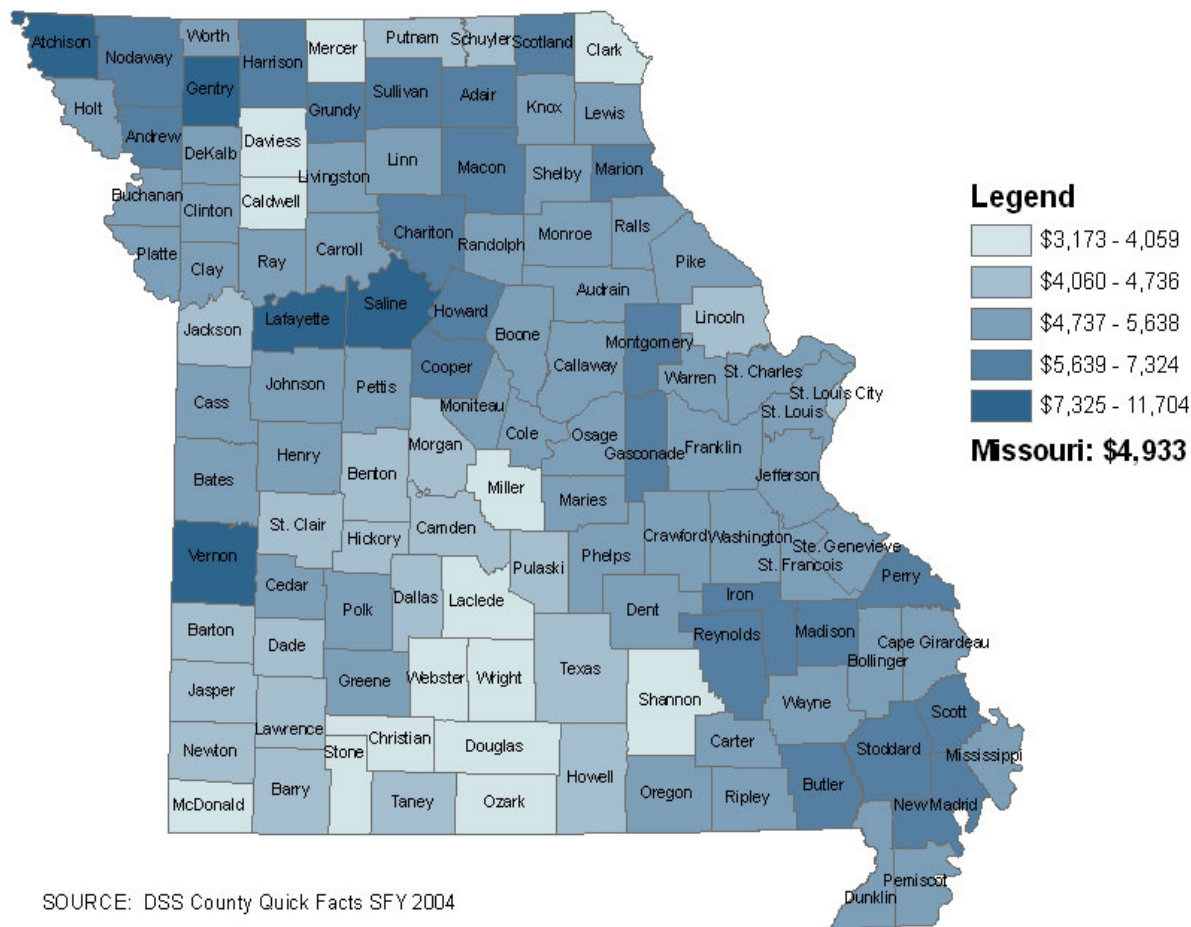 Atchison
Nodaway
Worth
Harrison
Mercer
Putnam
Schuyler
Scotland
Clark
Gentry
Holt
Andrew
DeKalb
Daviess
Grundy
Sullivan
Adair
Knox
Lewis
Buchanan
Clinton
Caldwell
Livingston
Linn
Macon
Shelby
Marion
Platte
Clay
Ray
Carroll
Chariton
Randolph
Monroe
Ralls
Pike
Audrain
Jackson
Lafayette
Saline
Howard
Boone
Callaway
Montgomery
Lincoln
Cass
Johnson
Pettis
Cooper
Moniteau
Cole
Osage
Gasconade
Warren
St. Charles
St. Louis City
St. Louis
Franklin
Jefferson
Bates
Henry
Benton
Morgan
Miller
Maries
Vernon
St. Clair
Hickory
Camden
Pulaski
Phelps
Crawford
Washington
Ste. Genevieve
St. Francois
Perry
Cedar
Polk
Dallas
Laclede
Dent
Iron
Reynolds
Madison
Bollinger
Cape Girardeau
Barton
Dade
Greene
Webster
Wright
Texas
Shannon
Wayne
Scott
Jasper
Lawrence
Christian
Douglas
Howell
Carter
Stoddard
Mississippi
Newton
Stone
McDonald
Barry
Taney
Ozark
Oregon
Ripley
Butler
New Madrid
Dunklin
Pemiscot
Legend
$3,173 - 4,059
$4,060 - 4,736
$4,737 - 5,638
$5,639 - 7,324
$7,325 - 11,704
Missouri: $4,933
SOURCE: DSS County Quick Facts SFY 2004